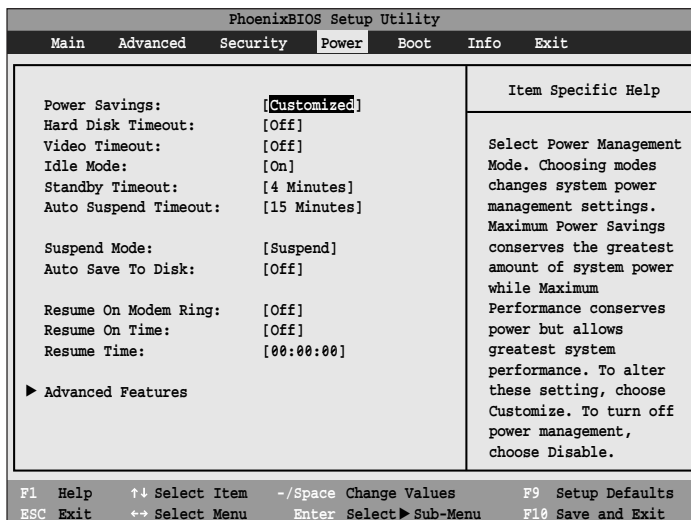 PhoenixBIOS Setup Utility
Main Advanced Security Power Boot Info Exit
Power Savings: [Customized]
Hard Disk Timeout: [Off]
Video Timeout: [Off]
Idle Mode: [On]
Standby Timeout: [4 Minutes]
Auto Suspend Timeout: [15 Minutes]
Suspend Mode: [Suspend]
Auto Save To Disk: [Off]
Resume On Modem Ring: [Off]
Resume On Time: [Off]
Resume Time: [00:00:00]
▶ Advanced Features
Item Specific Help
Select Power Management
Mode. Choosing modes
changes system power
management settings.
Maximum Power Savings
conserves the greatest
amount of system power
while Maximum
Performance conserves
power but allows
greatest system
performance. To alter
these setting, choose
Customize. To turn off
power management,
choose Disable.
F1 Help ↑↓ Select Item -/Space Change Values F9 Setup Defaults
ESC Exit ←→ Select Menu Enter Select ▶ Sub-Menu F10 Save and Exit